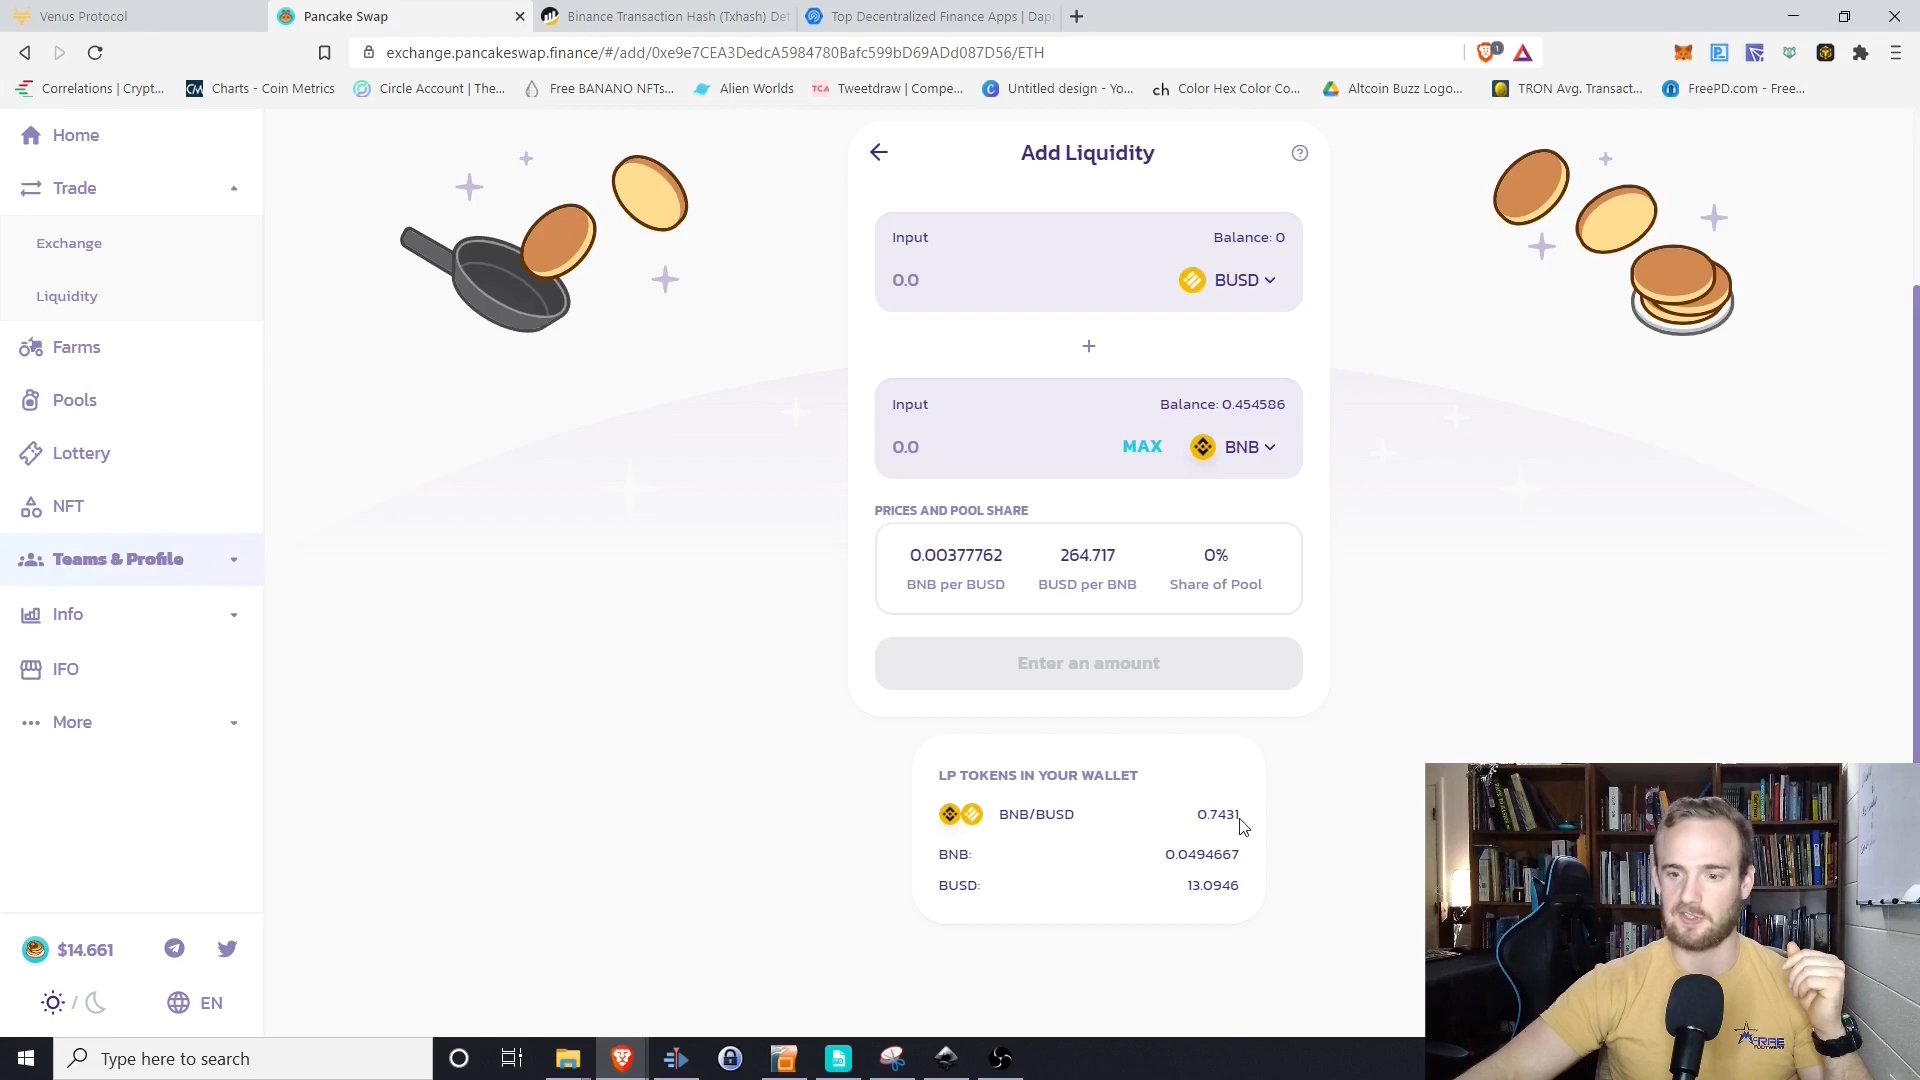 Venus Protocol
Pancake Swap
Binance Transaction Hash (Txhash) Det
Top Decentralized Finance Apps | Dap
exchange.pancakeswap.finance/#/add/0xe9e7CEA3DedcA5984780Bafc599bD69ADd087D56/ETH
1
Correlations | Crypt...
CM
Charts - Coin Metrics
Circle Account | The...
Free BANANO NFTs...
Alien Worlds
TCA
Tweetdraw | Compe...
Untitled design - Yo...
ch
Color Hex Color Co...
Altcoin Buzz Logo...
TRON Avg. Transact...
FreePD.com - Free...
Home
Trade
Exchange
Liquidity
Farms
Pools
Lottery
NFT
Teams & Profile
Info
IFO
More
$14.661
/
EN
Add Liquidity
?
Input
Balance: 0
0.0
BUSD
+
Input
Balance: 0.454586
0.0
MAX
BNB
PRICES AND POOL SHARE
0.00377762
264.717
0%
BNB per BUSD
BUSD per BNB
Share of Pool
Enter an amount
LP TOKENS IN YOUR WALLET
BNB/BUSD
0.7431
BNB:
0.0494667
BUSD:
13.0946
Type here to search